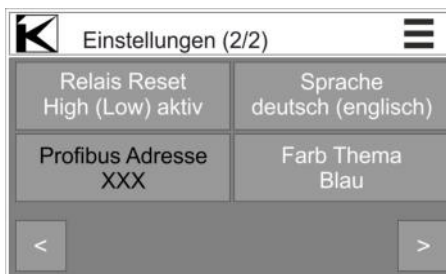 Einstellungen (2/2)
Relais Reset
High (Low) aktiv
Sprache
deutsch (englisch)
Profibus Adresse
XXX
Farb Thema
Blau
<
>